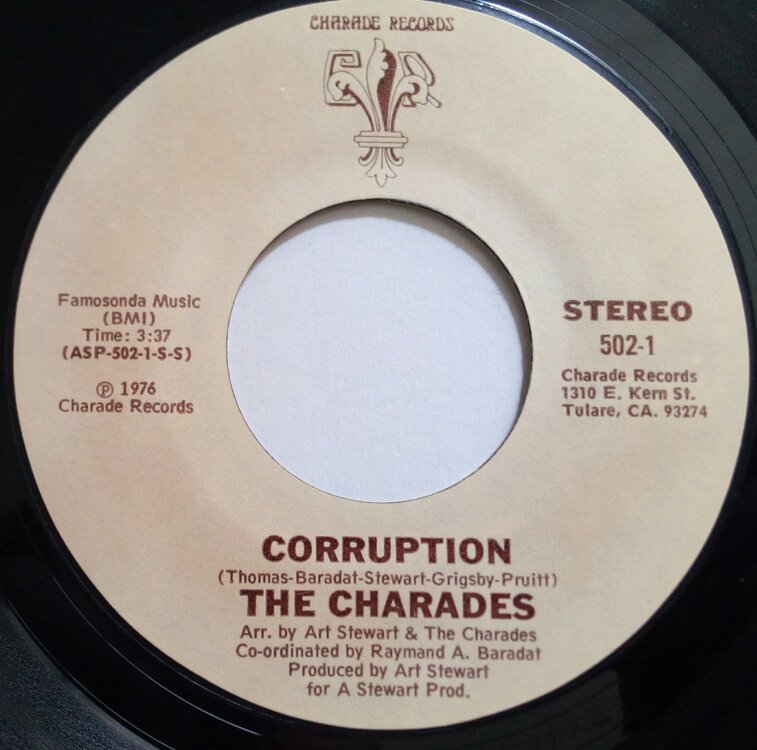 CHARADE RECORDS
CR
Famosonda Music
(BMI)
Time: 3:37
(ASP-502-1-S-S)
℗ 1976
Charade Records
STEREO
502-1
Charade Records
1310 E. Kern St.
Tulare, CA. 93274
CORRUPTION
(Thomas-Baradat-Stewart-Grigsby-Pruitt)
THE CHARADES
Arr. by Art Stewart & The Charades
Co-ordinated by Raymand A. Baradat
Produced by Art Stewart
for A Stewart Prod.